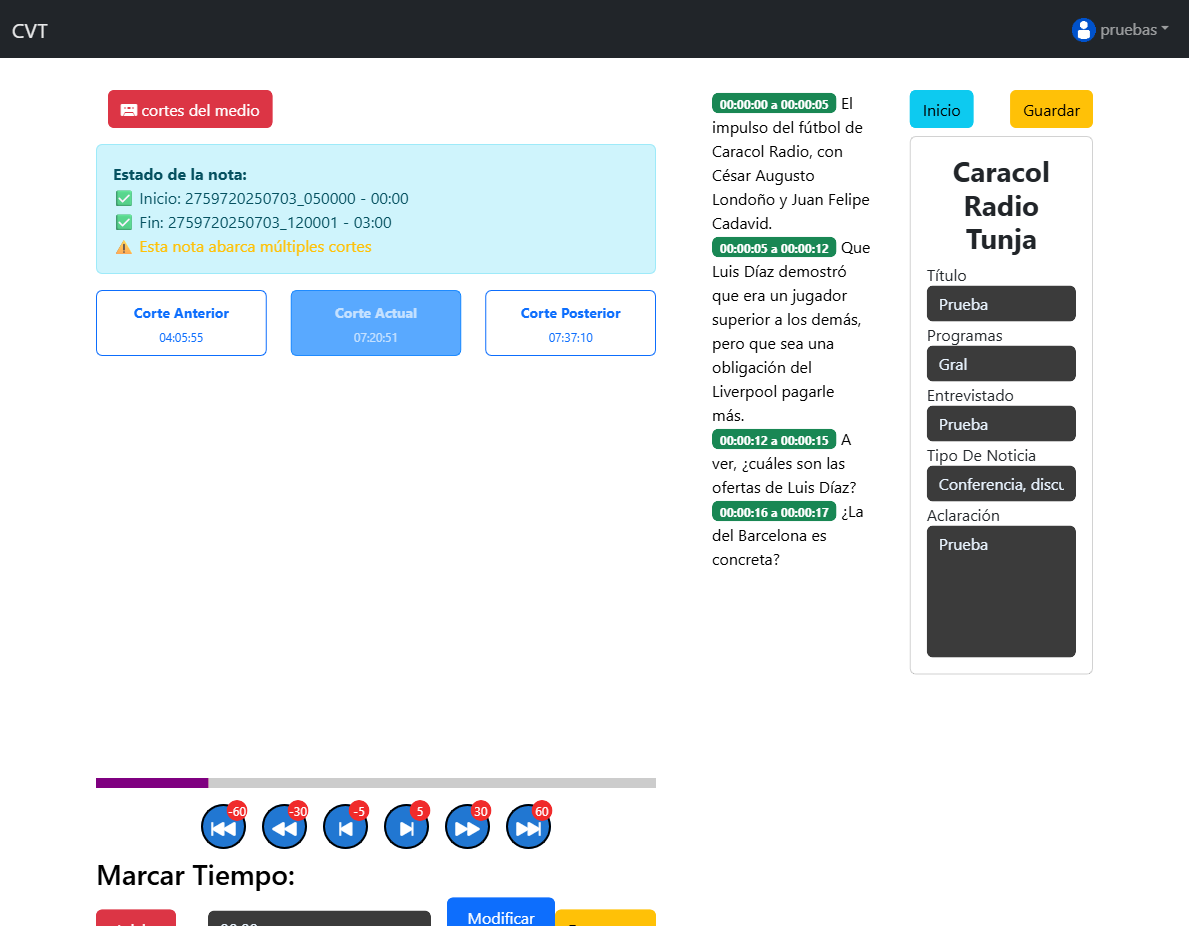 CVT
pruebas
cortes del medio
Estado de la nota:
✅ Inicio: 2759720250703_050000 - 00:00
✅ Fin: 2759720250703_120001 - 03:00
⚠️ Esta nota abarca múltiples cortes
Corte Anterior
04:05:55
Corte Actual
07:20:51
Corte Posterior
07:37:10
-60
-30
-5
5
30
60
Marcar Tiempo:
Modificar
00:00:00 a 00:00:05 El
impulso del fútbol de
Caracol Radio, con
César Augusto
Londoño y Juan Felipe
Cadavid.
00:00:05 a 00:00:12 Que
Luis Díaz demostró
que era un jugador
superior a los demás,
pero que sea una
obligación del
Liverpool pagarle
más.
00:00:12 a 00:00:15 A
ver, ¿cuáles son las
ofertas de Luis Díaz?
00:00:16 a 00:00:17 ¿La
del Barcelona es
concreta?
Inicio
Guardar
Caracol
Radio
Tunja
Título
Prueba
Programas
Gral
Entrevistado
Prueba
Tipo De Noticia
Conferencia, discu
Aclaración
Prueba